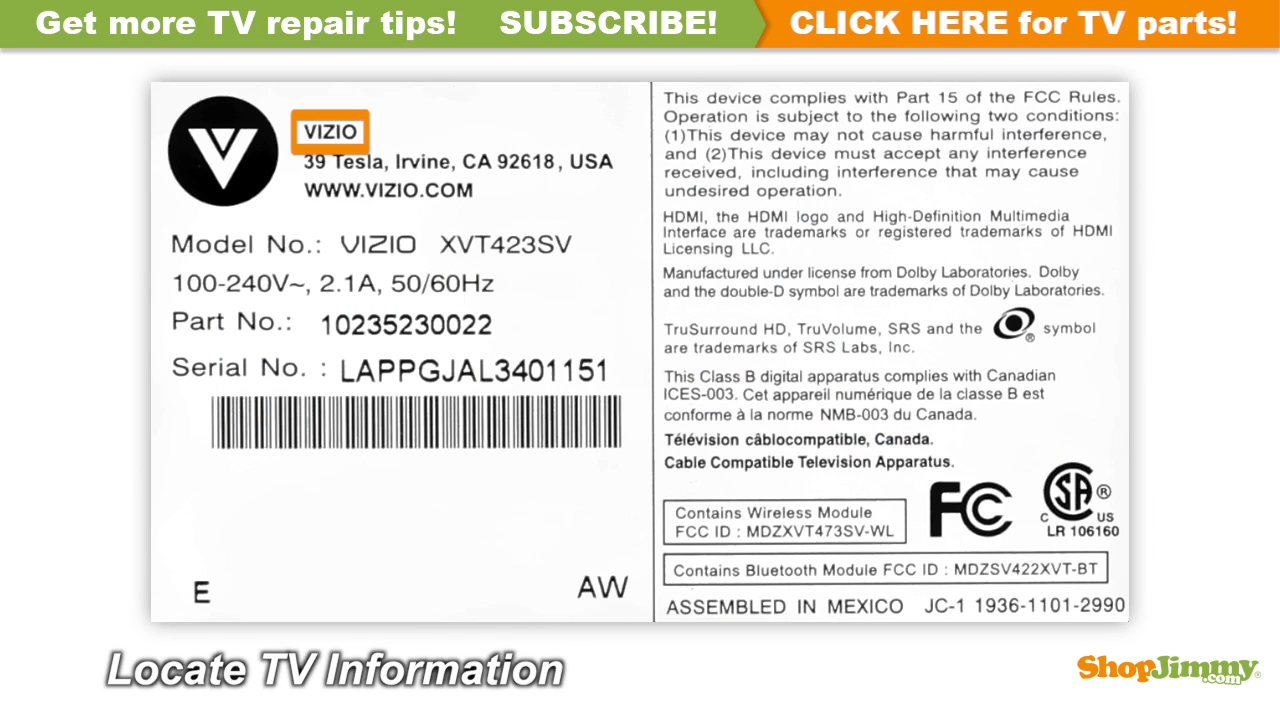 Get more TV repair tips! SUBSCRIBE! CLICK HERE for TV parts!
VIZIO
39 Tesla, Irvine, CA 92618, USA
WWW.VIZIO.COM
Model No.: VIZIO XVT423SV
100-240V~, 2.1A, 50/60Hz
Part No.: 10235230022
Serial No. : LAPPGJAL3401151
E AW
This device complies with Part 15 of the FCC Rules.
Operation is subject to the following two conditions:
(1)This device may not cause harmful interference,
and (2)This device must accept any interference
received, including interference that may cause
undesired operation.
HDMI, the HDMI logo and High-Definition Multimedia
Interface are trademarks or registered trademarks of HDMI
Licensing LLC.
Manufactured under license from Dolby Laboratories. Dolby
and the double-D symbol are trademarks of Dolby Laboratories.
TruSurround HD, TruVolume, SRS and the ® symbol
are trademarks of SRS Labs, Inc.
This Class B digital apparatus complies with Canadian
ICES-003. Cet appareil numérique de la classe B est
conforme à la norme NMB-003 du Canada.
Télévision câblocompatible, Canada.
Cable Compatible Television Apparatus.
Contains Wireless Module
FCC ID : MDZXVT473SV-WL
FC
C SA ® US
LR 106160
Contains Bluetooth Module FCC ID : MDZSV422XVT-BT
ASSEMBLED IN MEXICO JC-1 1936-1101-2990
Locate TV Information
ShopJimmy.com®